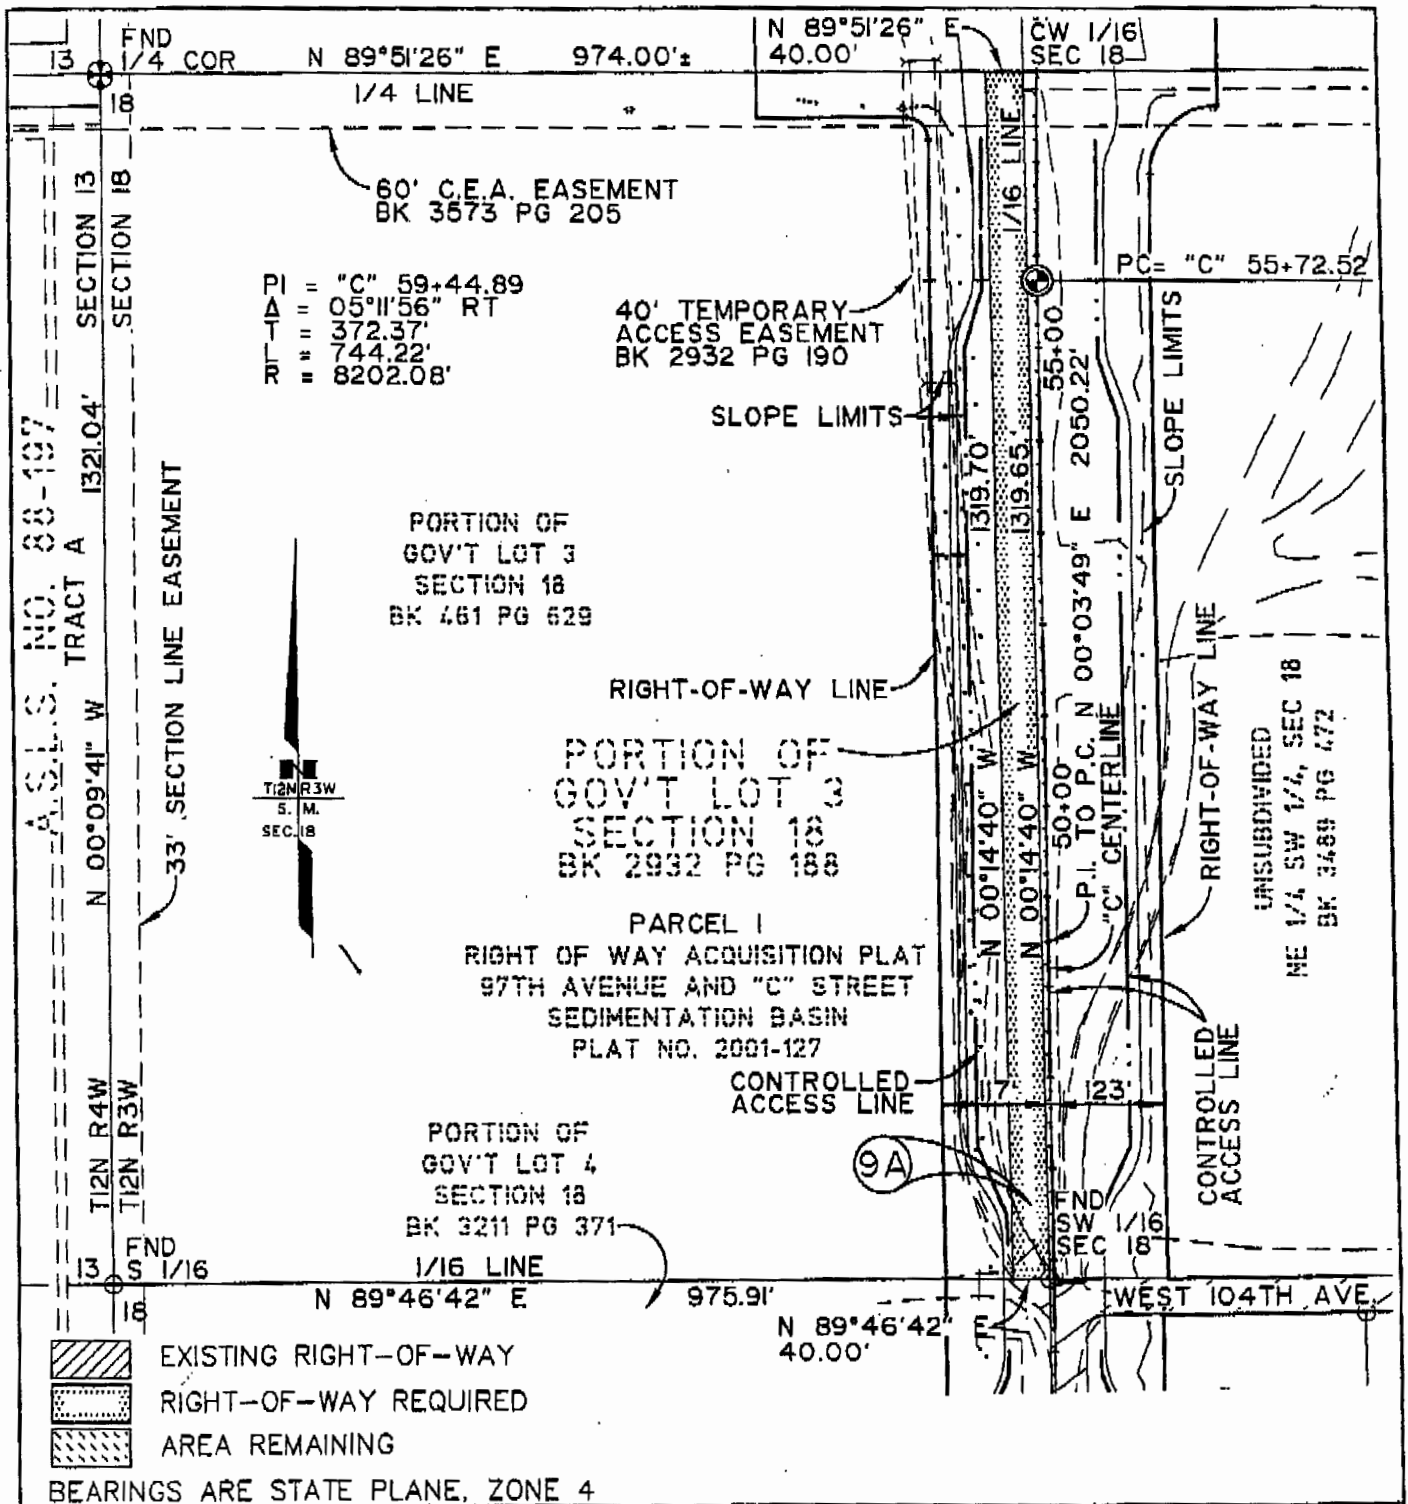 FND
1/4 COR
13
18
N 89°51'26" E 974.00'±
1/4 LINE
N 89°51'26" E
40.00'
CW 1/16
SEC 18
60' C.E.A. EASEMENT
BK 3573 PG 205
SECTION 13
SECTION 18
1/16 LINE
PC= "C" 55+72.52
PI = "C" 59+44.89
Δ = 05°11'56" RT
T = 372.37'
L = 744.22'
R = 8202.08'
40' TEMPORARY
ACCESS EASEMENT
BK 2932 PG 190
SLOPE LIMITS
55+00
SLOPE LIMITS
A.S.L.S. NO. 88-197
TRACT A
1321.04'
N 00°09'41" W
33' SECTION LINE EASEMENT
PORTION OF
GOV'T LOT 3
SECTION 18
BK 461 PG 629
1319.70'
1319.65'
N 00°14'40" W
N 00°14'40" W
P.I. TO P.C. N 00°03'49" E 2050.22'
50+00
"C" CENTERLINE
RIGHT-OF-WAY LINE
RIGHT-OF-WAY LINE
UNSUBDIVIDED
NE 1/4 SW 1/4, SEC 18
BK 3489 PG 472
N
T12N R3W
S. M.
SEC. 18
PORTION OF
GOV'T LOT 3
SECTION 18
BK 2932 PG 188
PARCEL 1
RIGHT OF WAY ACQUISITION PLAT
97TH AVENUE AND "C" STREET
SEDIMENTATION BASIN
PLAT NO. 2001-127
CONTROLLED
ACCESS LINE
CONTROLLED
ACCESS LINE
123'
T12N R4W
T12N R3W
PORTION OF
GOV'T LOT 4
SECTION 18
BK 3211 PG 371
9A
FND
SW 1/16
SEC 18
FND
S 1/16
13
18
1/16 LINE
N 89°46'42" E 975.91'
N 89°46'42" E
40.00'
WEST 104TH AVE.
EXISTING RIGHT-OF-WAY
RIGHT-OF-WAY REQUIRED
AREA REMAINING
BEARINGS ARE STATE PLANE, ZONE 4